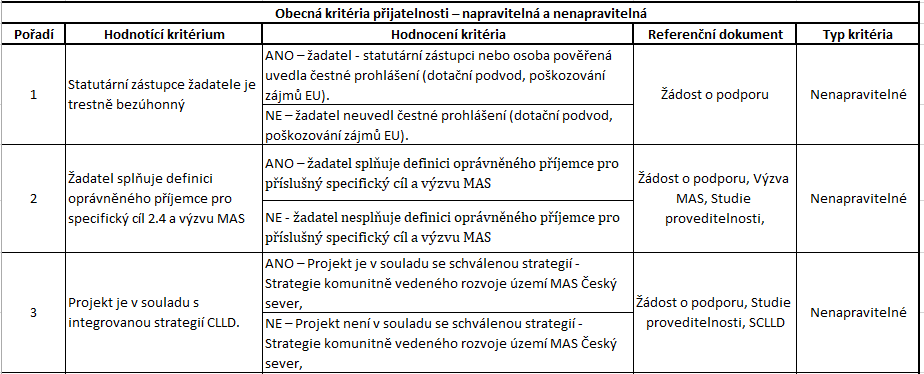 Obecná kritéria přijatelnosti – napravitelná a nenapravitelná
Pořadí Hodnotící kritérium Hodnocení kritéria Referenční dokument Typ kritéria
1
Statutární zástupce žadatele je
trestně bezúhonný
ANO – žadatel - statutární zástupci nebo osoba pověřená
uvedla čestné prohlášení (dotační podvod, poškozování
zájmů EU).
NE – žadatel neuvedl čestné prohlášení (dotační podvod,
poškozování zájmů EU).
Žádost o podporu
Nenapravitelné
2
Žadatel splňuje definici
oprávněného příjemce pro
specifický cíl 2.4 a výzvu MAS
ANO – žadatel splňuje definici oprávněného příjemce pro
příslušný specifický cíl a výzvu MAS
NE - žadatel nesplňuje definici oprávněného příjemce pro
příslušný specifický cíl a výzvu MAS
Žádost o podporu, Výzva
MAS, Studie
proveditelnosti,
Nenapravitelné
3
Projekt je v souladu s
integrovanou strategií CLLD.
ANO – Projekt je v souladu se schválenou strategií -
Strategie komunitně vedeného rozvoje území MAS Český
sever,
NE – Projekt není v souladu se schválenou strategií -
Strategie komunitně vedeného rozvoje území MAS Český
sever,
Žádost o podporu, Studie
proveditelnosti, SCLLD
Nenapravitelné